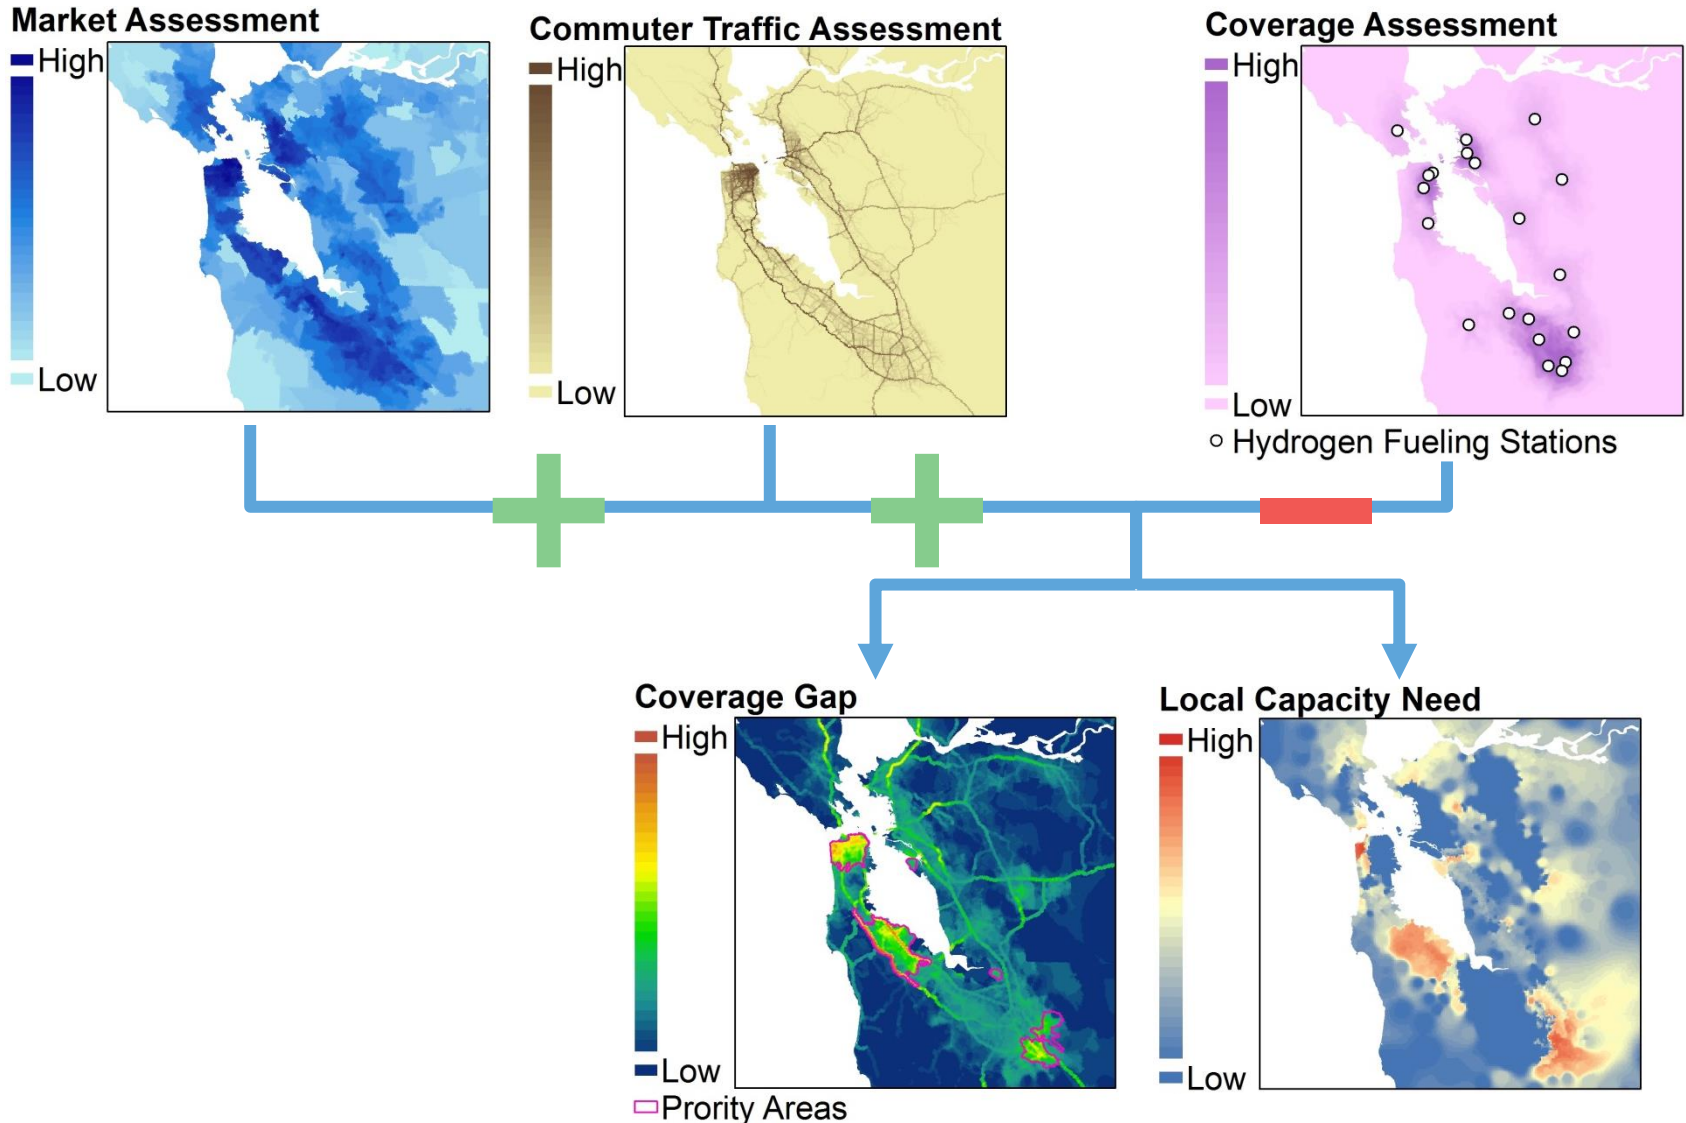 Market Assessment
High
Low
Commuter Traffic Assessment
High
Low
Coverage Assessment
High
Low
Hydrogen Fueling Stations
Coverage Gap
High
Low
Prority Areas
Local Capacity Need
High
Low